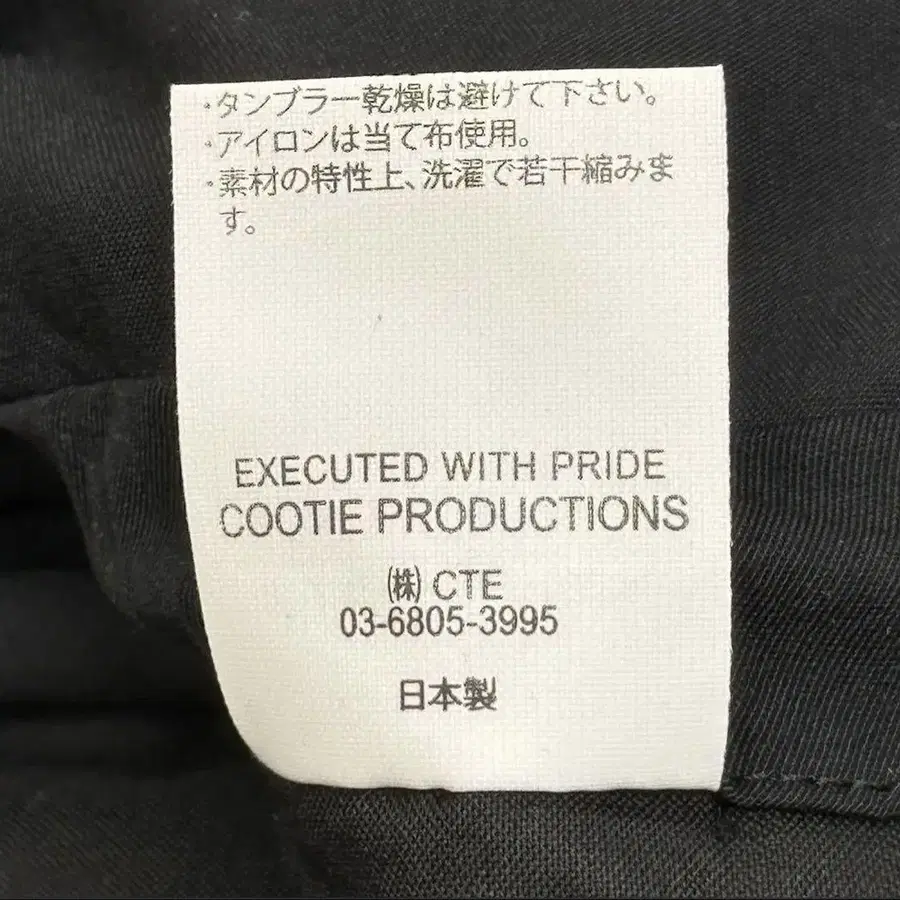 ・タンブラー乾燥は避けて下さい。
・アイロンは当て布使用。
・素材の特性上、洗濯で若干縮みま
す。
EXECUTED WITH PRIDE
COOTIE PRODUCTIONS
㈱ CTE
03-6805-3995
日本製